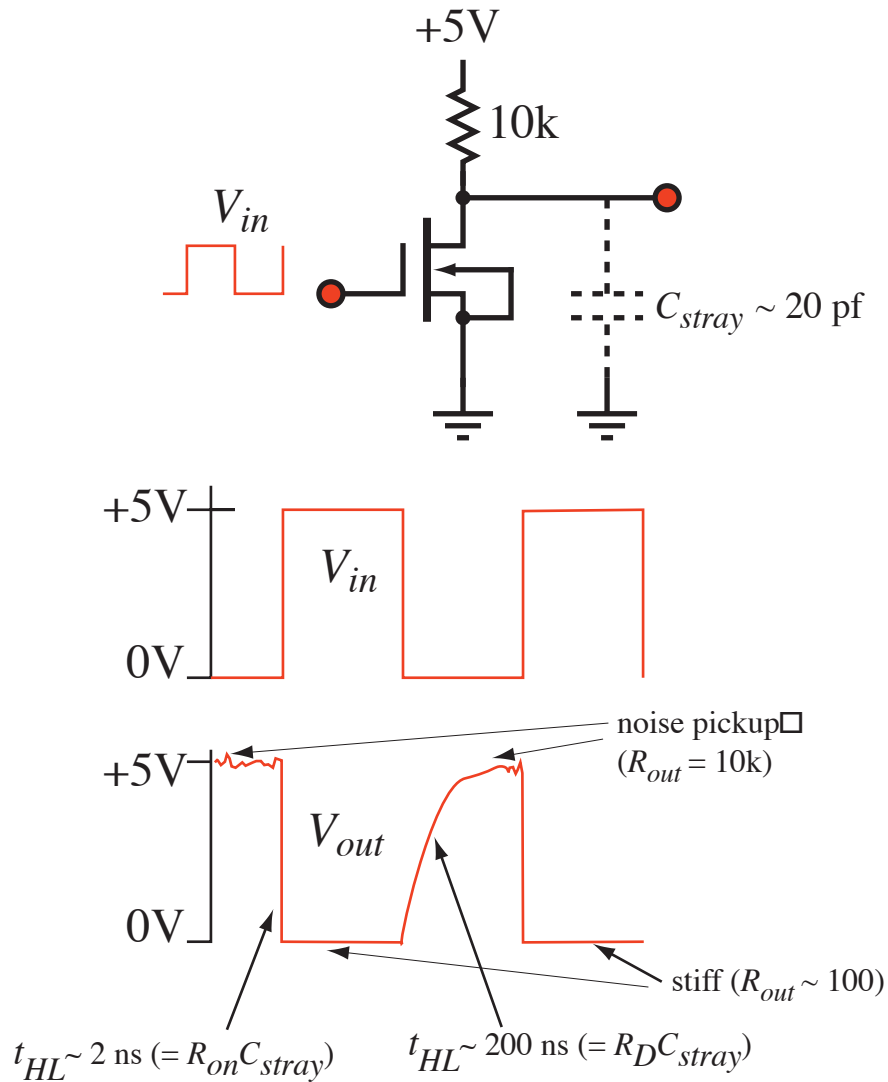 +5V
10k
V_in
C_stray ~ 20 pf
+5V
V_in
0V
noise pickup□
(R_out = 10k)
+5V
V_out
0V
stiff (R_out ~ 100)
t_HL ~ 2 ns (= R_on C_stray)
t_HL ~ 200 ns (= R_D C_stray)